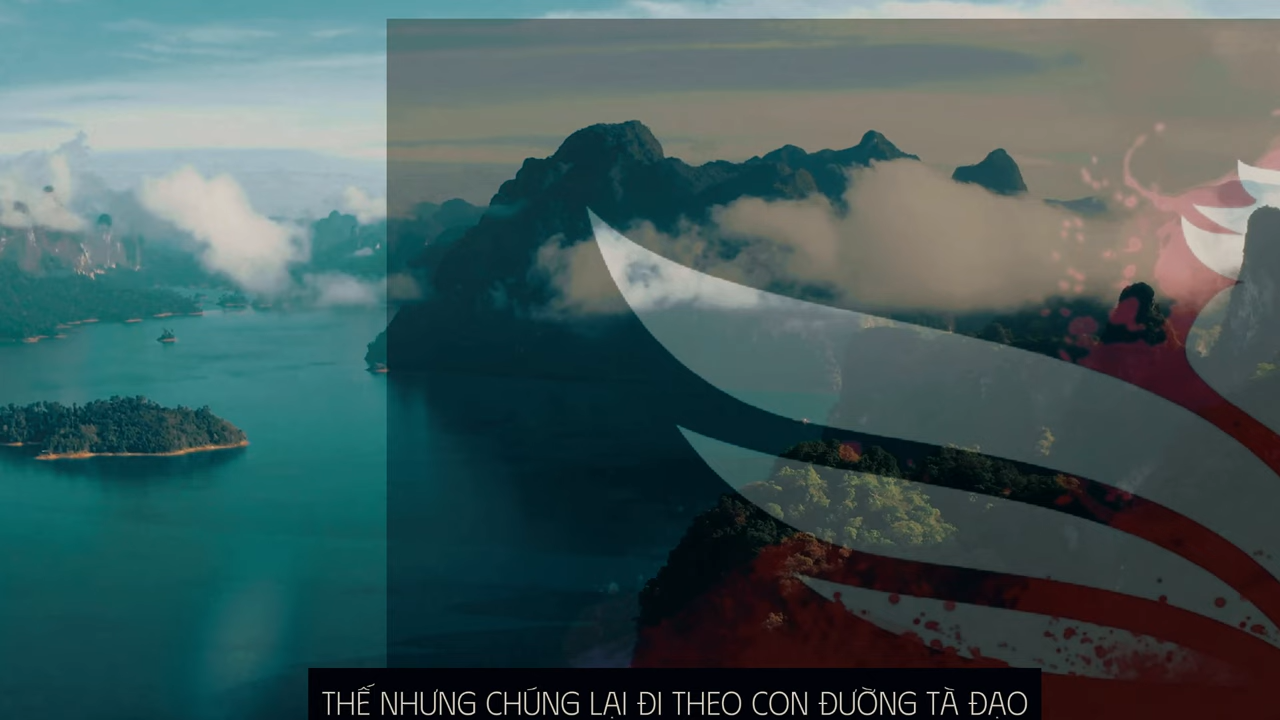 THẾ NHƯNG CHÚNG LẠI ĐI THEO CON ĐƯỜNG TÀ ĐẠO